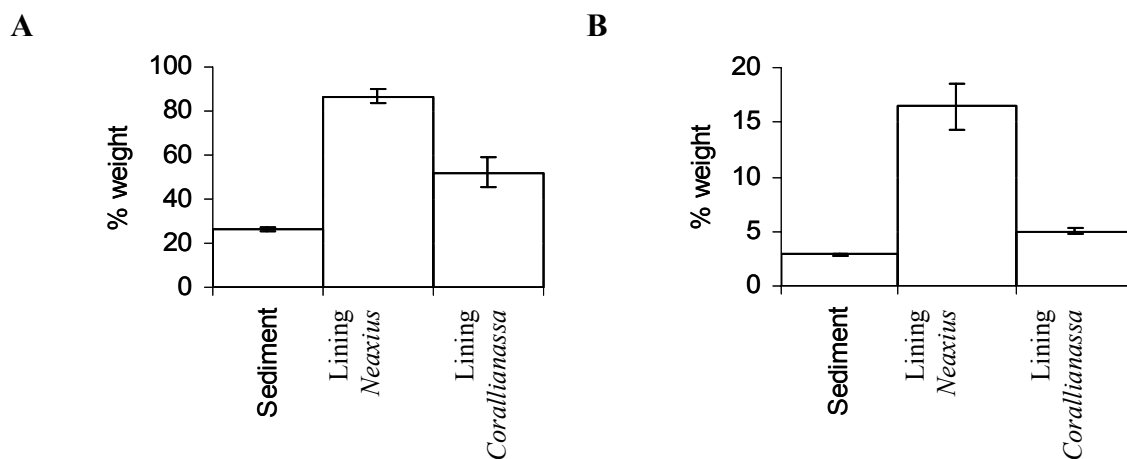 A
% weight
100
80
60
40
20
0
Sediment
Lining
Neaxius
Lining
Corallianassa
B
% weight
20
15
10
5
0
Sediment
Lining
Neaxius
Lining
Corallianassa